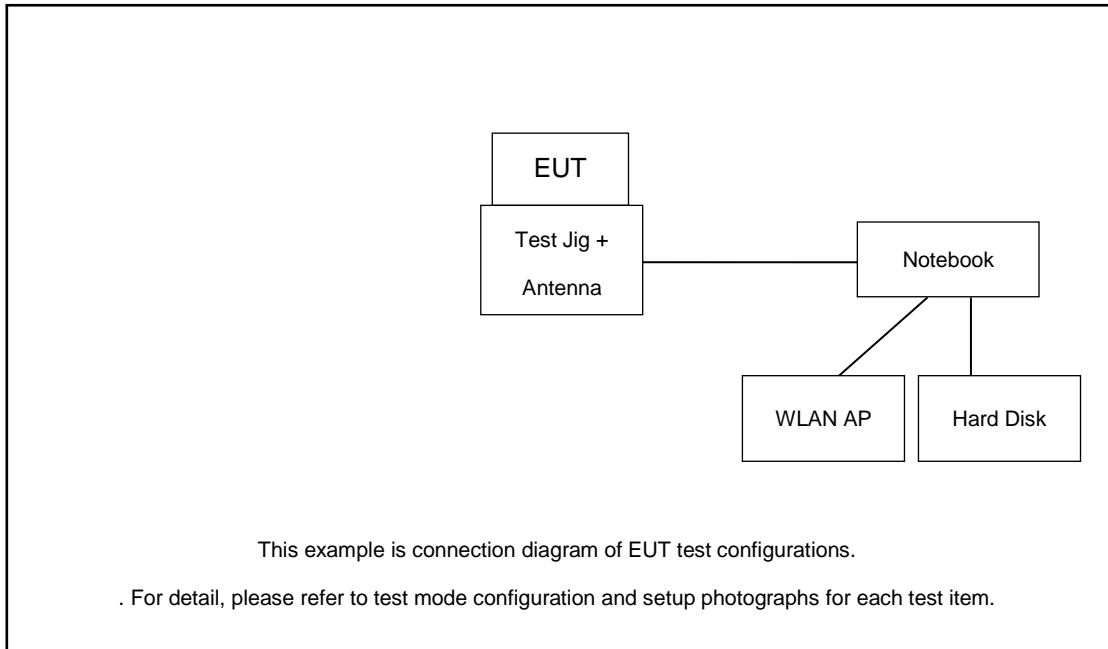 EUT
Test Jig +
Antenna
Notebook
WLAN AP
Hard Disk
This example is connection diagram of EUT test configurations.
. For detail, please refer to test mode configuration and setup photographs for each test item.